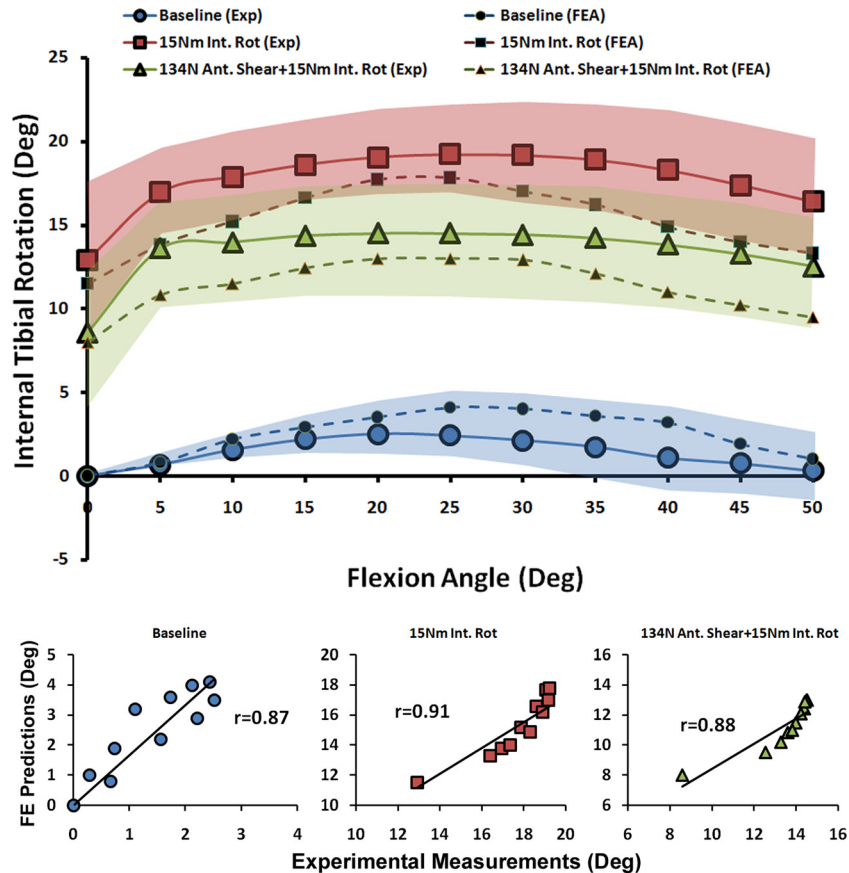 Baseline (Exp) Baseline (FEA)
15Nm Int. Rot (Exp) 15Nm Int. Rot (FEA)
134N Ant. Shear+15Nm Int. Rot (Exp) 134N Ant. Shear+15Nm Int. Rot (FEA)
Internal Tibial Rotation (Deg)
25
20
15
10
5
0
-5
0 5 10 15 20 25 30 35 40 45 50
Flexion Angle (Deg)
Baseline 15Nm Int. Rot 134N Ant. Shear+15Nm Int. Rot
FE Predictions (Deg)
5
4
3
2
1
0
r=0.87
0 1 2 3 4
20
18
16
14
12
10
r=0.91
10 12 14 16 18 20
16
14
12
10
8
6
r=0.88
6 8 10 12 14 16
Experimental Measurements (Deg)